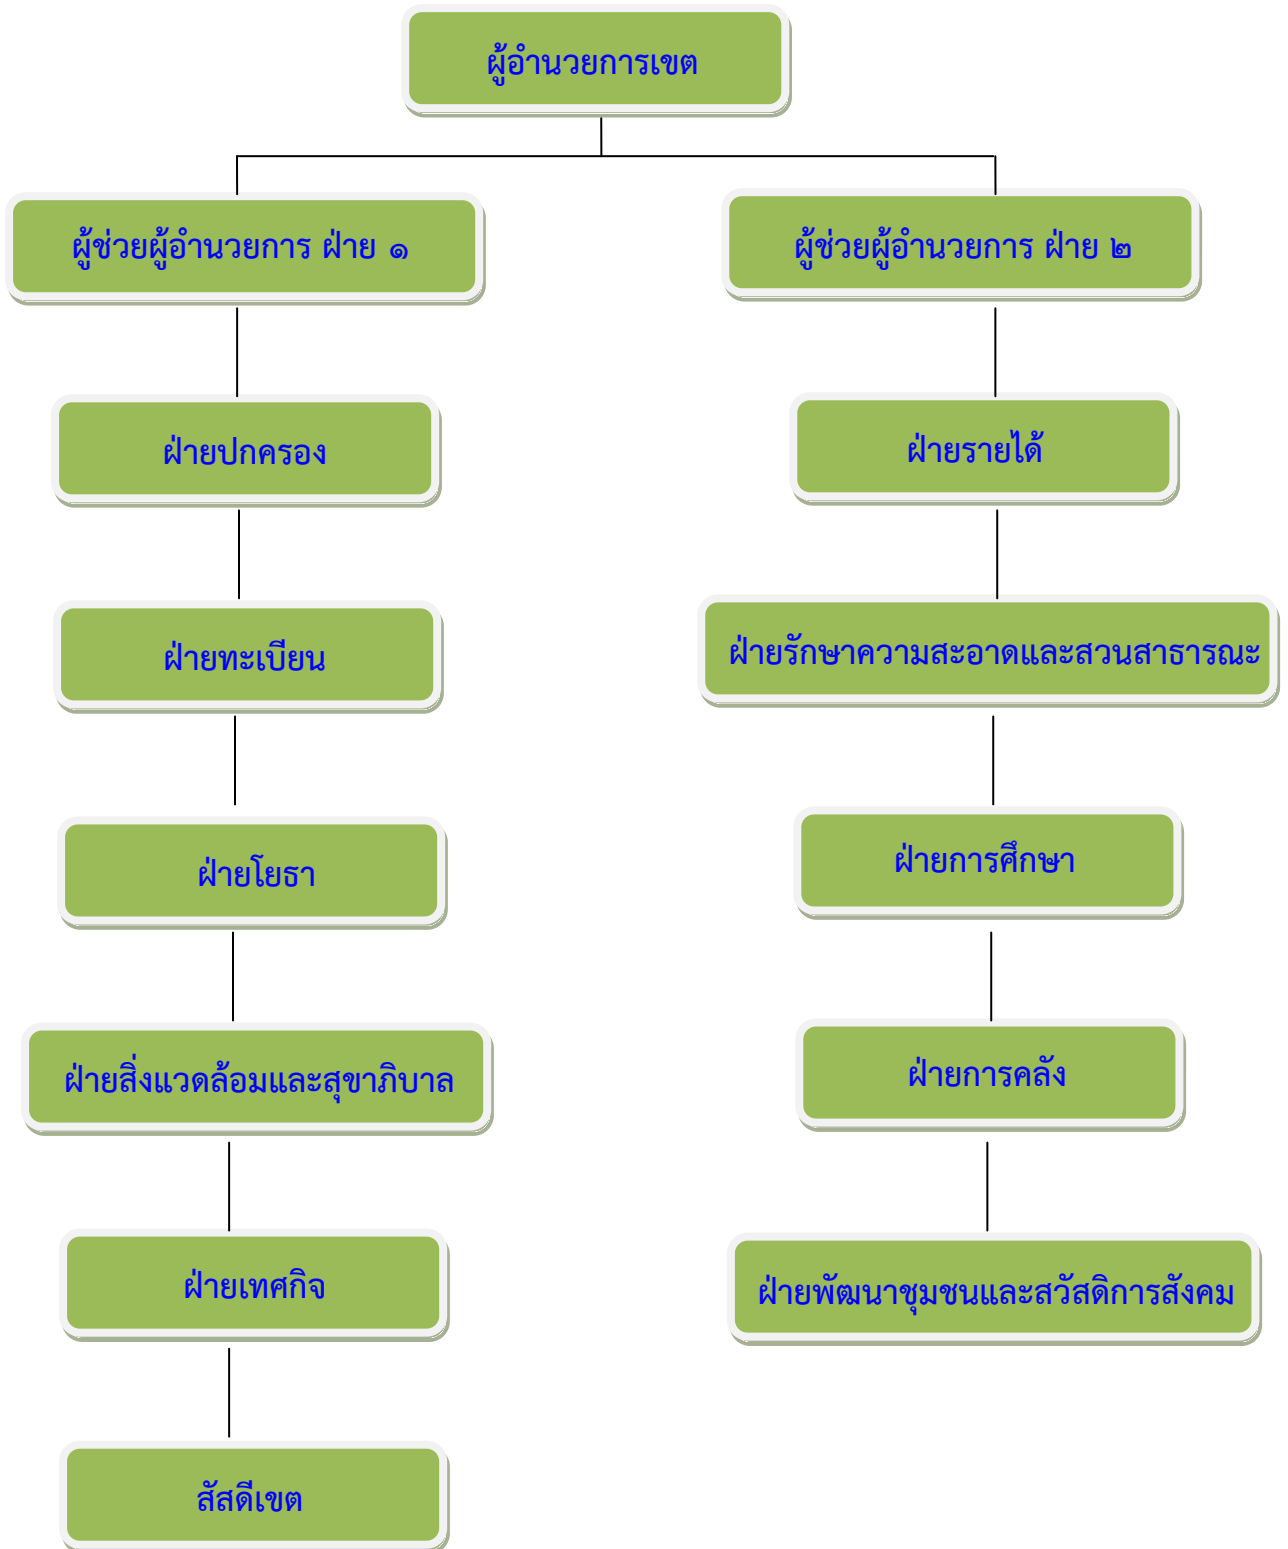 ผู้อำนวยการเขต
ผู้ช่วยผู้อำนวยการ ฝ่าย ๑
ผู้ช่วยผู้อำนวยการ ฝ่าย ๒
ฝ่ายปกครอง
ฝ่ายรายได้
ฝ่ายทะเบียน
ฝ่ายรักษาความสะอาดและสวนสาธารณะ
ฝ่ายโยธา
ฝ่ายการศึกษา
ฝ่ายสิ่งแวดล้อมและสุขาภิบาล
ฝ่ายการคลัง
ฝ่ายเทศกิจ
ฝ่ายพัฒนาชุมชนและสวัสดิการสังคม
สัสดีเขต